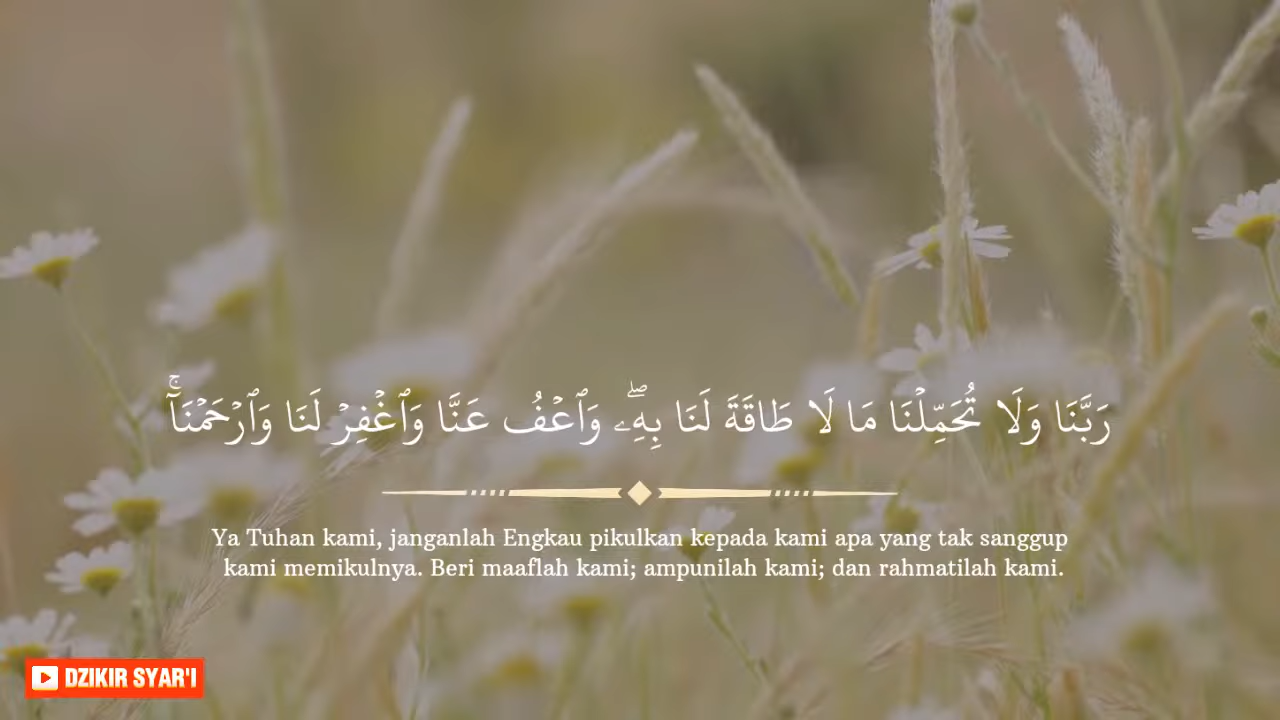 رَبَّنَا وَلَا تُحَمِّلْنَا مَا لَا طَاقَةَ لَنَا بِهِۦۖ وَٱعْفُ عَنَّا وَٱغْفِرْ لَنَا وَٱرْحَمْنَآۚ
Ya Tuhan kami, janganlah Engkau pikulkan kepada kami apa yang tak sanggup
kami memikulnya. Beri maaflah kami; ampunilah kami; dan rahmatilah kami.
DZIKIR SYAR'I